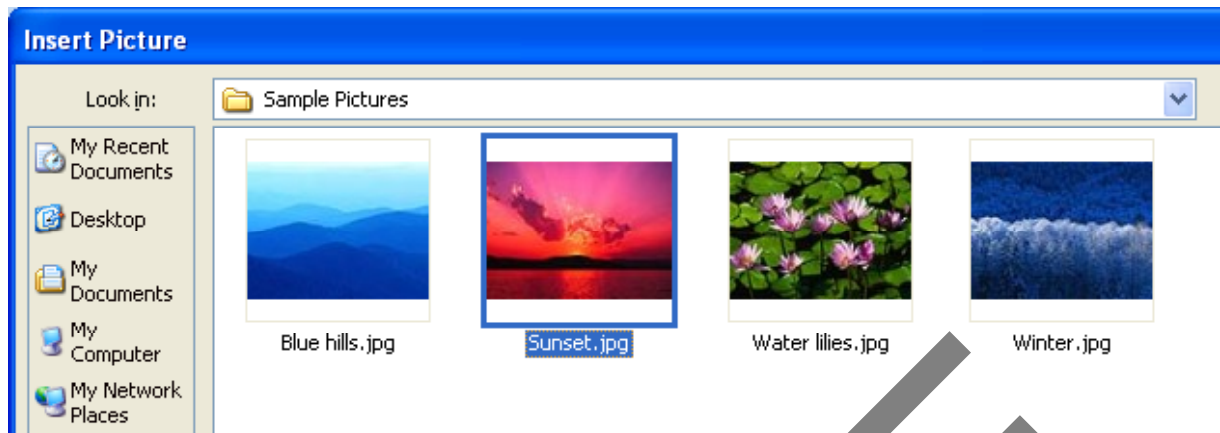 Insert Picture
Look in:
Sample Pictures
My Recent
Documents
Desktop
My
Documents
My
Computer
My Network
Places
Blue hills.jpg
Sunset.jpg
Water lilies.jpg
Winter.jpg